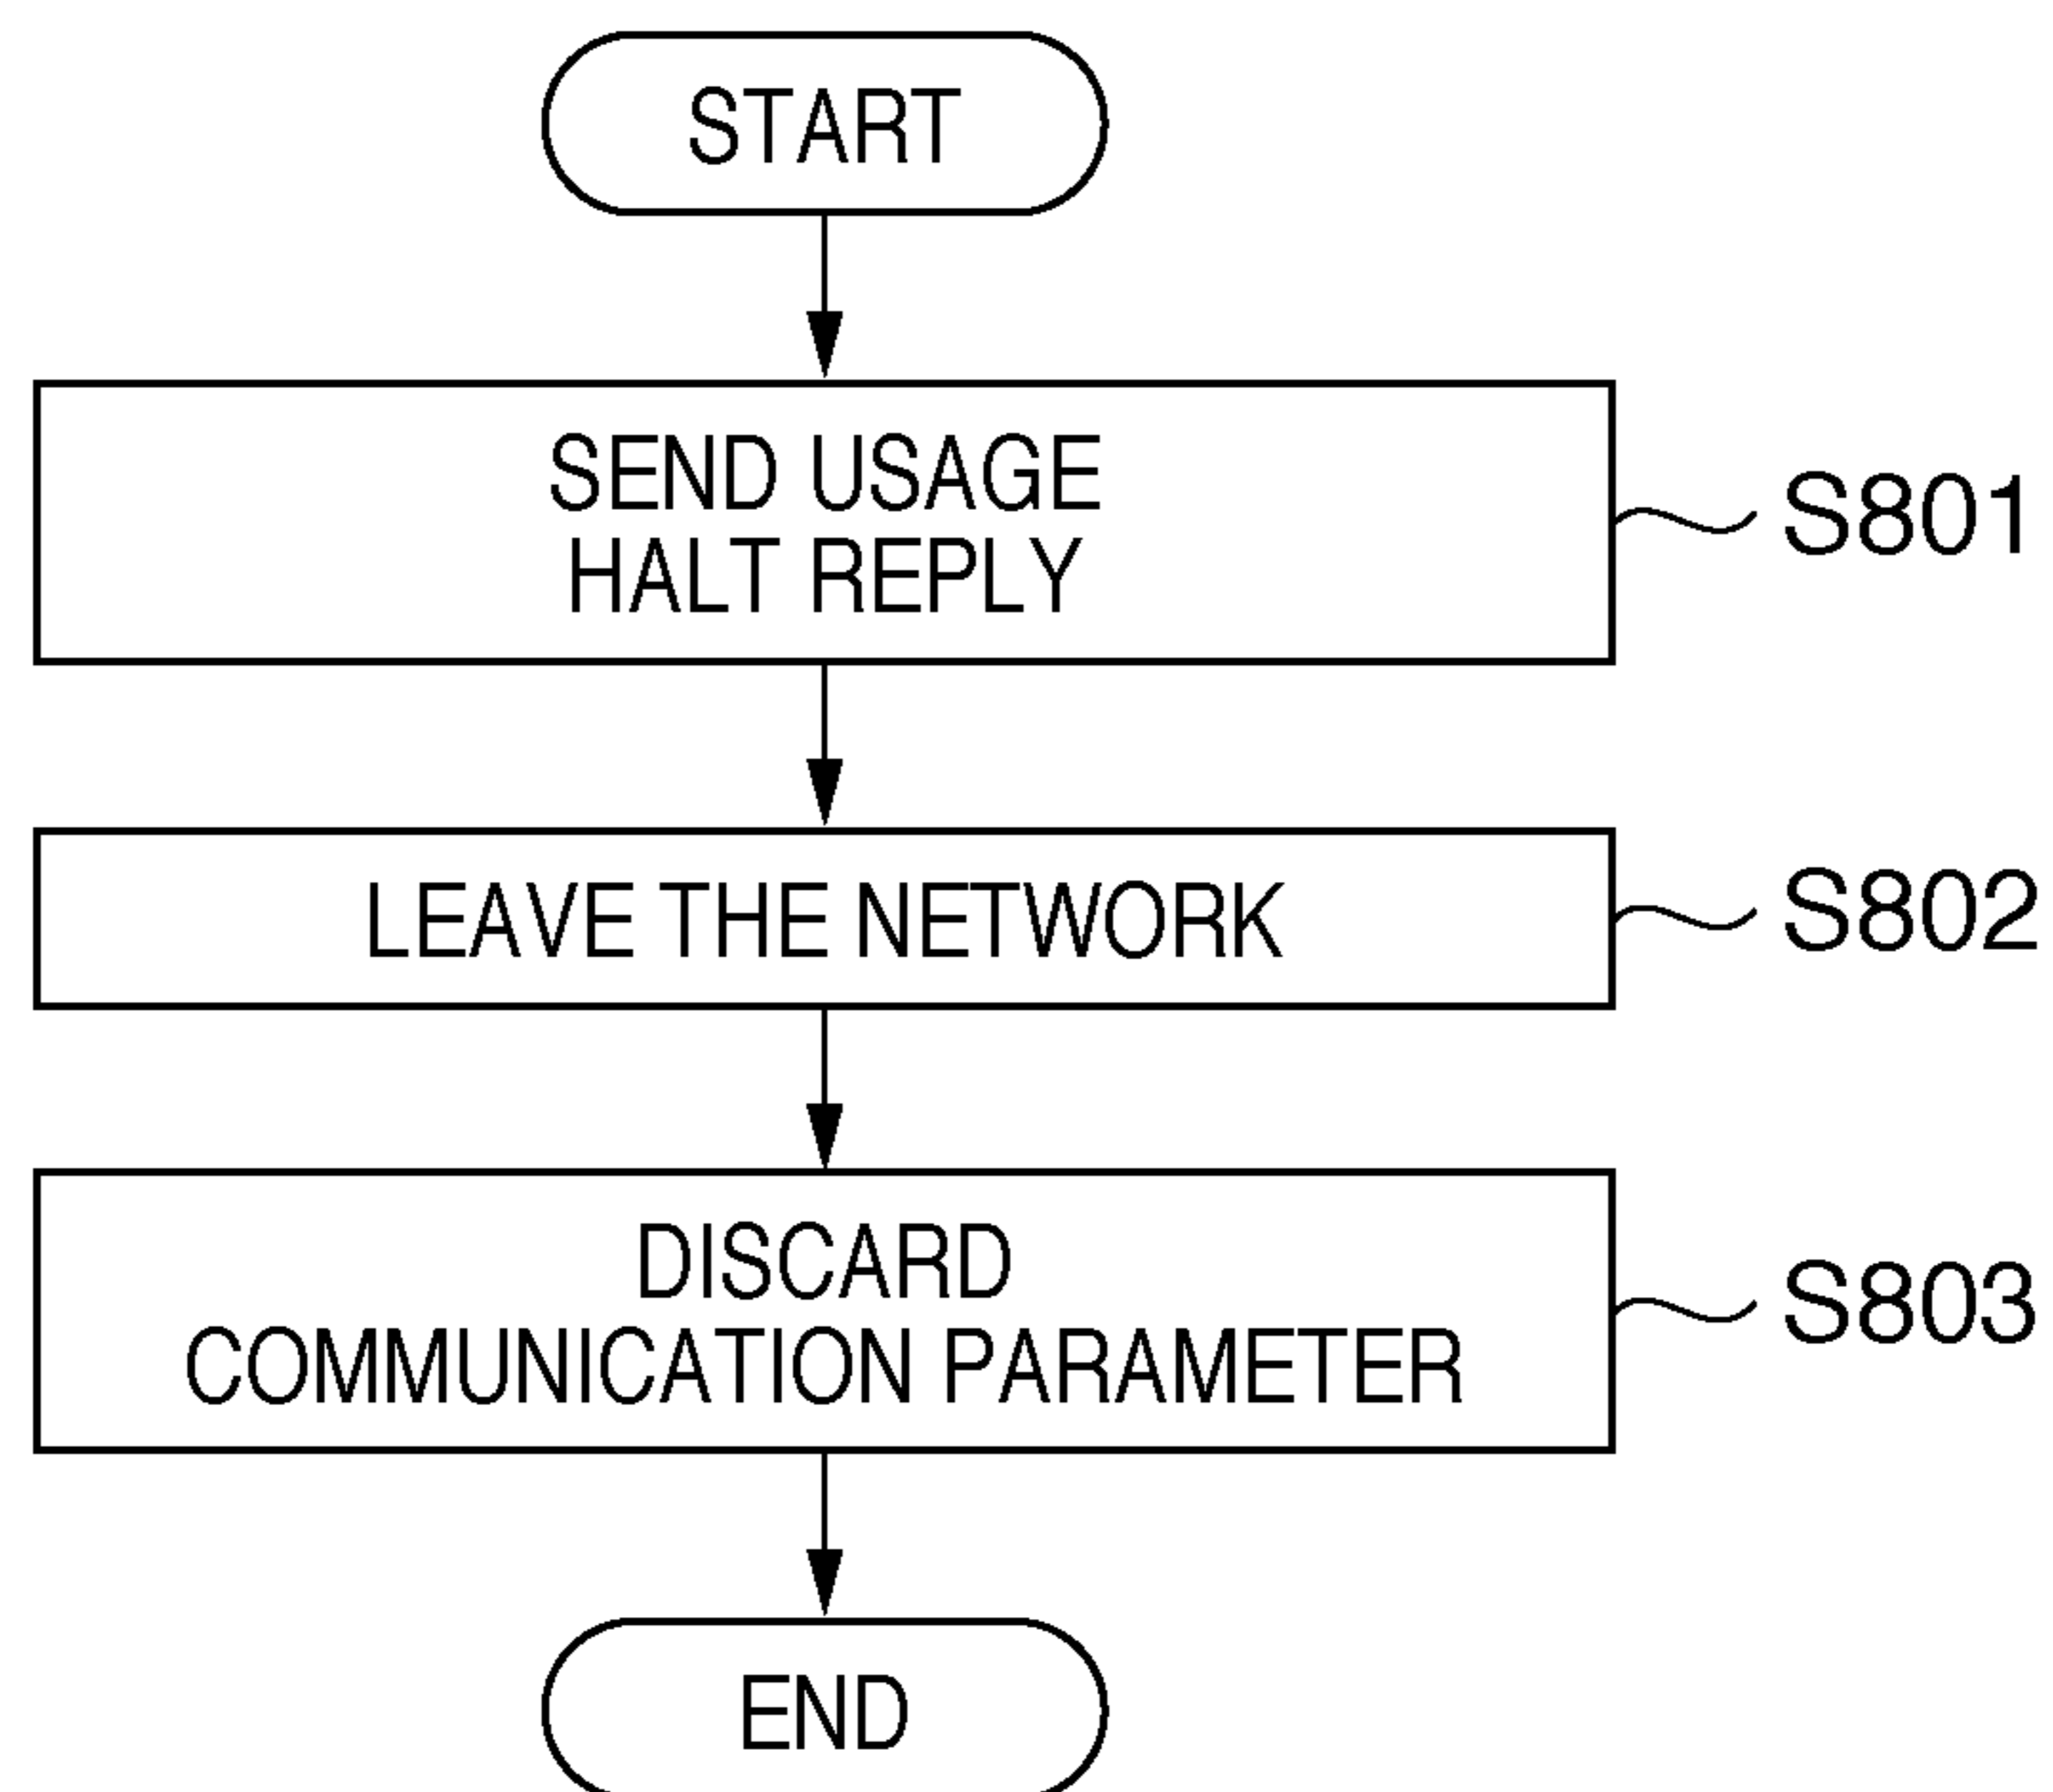 START
SEND USAGE
HALT REPLY
S801
LEAVE THE NETWORK
S802
DISCARD
COMMUNICATION PARAMETER
S803
END